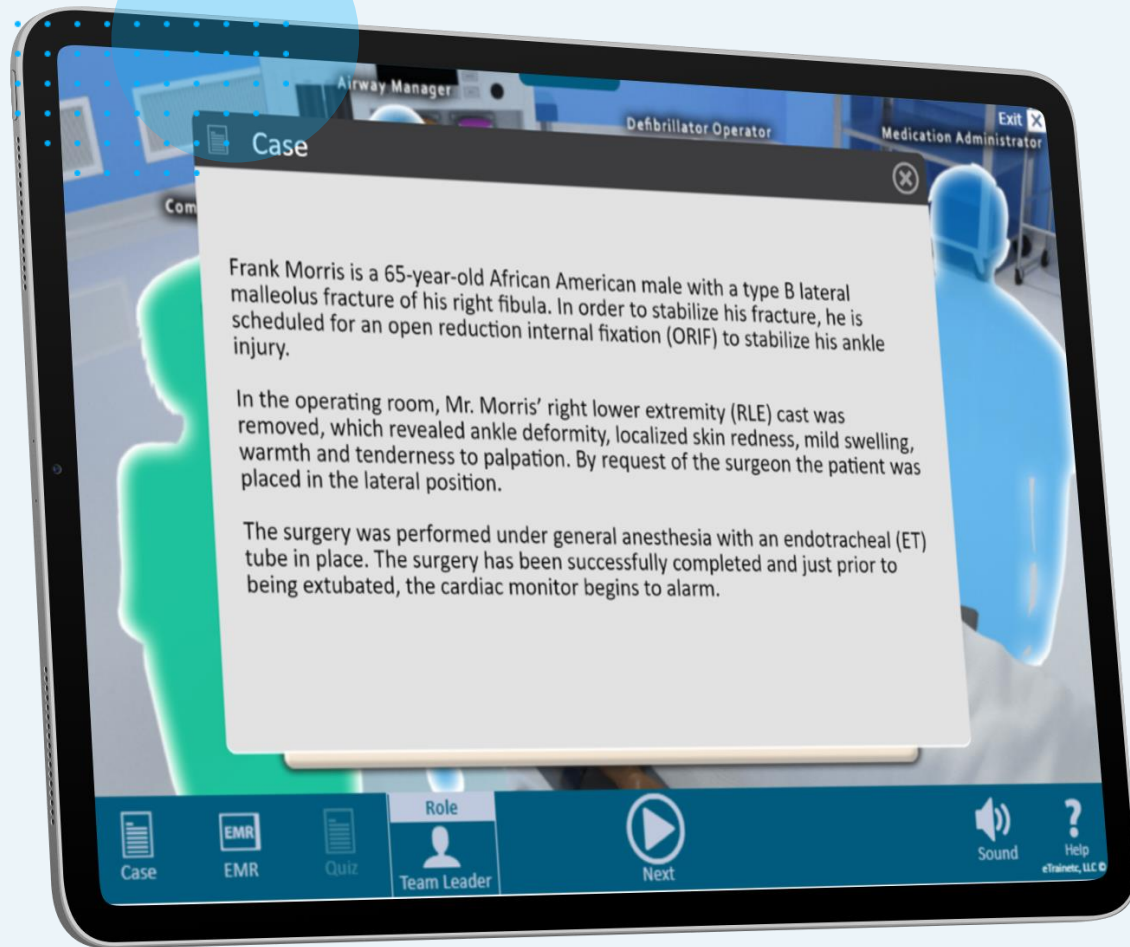 Airway Manager
Defibrillator Operator
Exit
Medication Administrator
Case
Com
Frank Morris is a 65-year-old African American male with a type B lateral
malleolus fracture of his right fibula. In order to stabilize his fracture, he is
scheduled for an open reduction internal fixation (ORIF) to stabilize his ankle
injury.
In the operating room, Mr. Morris’ right lower extremity (RLE) cast was
removed, which revealed ankle deformity, localized skin redness, mild swelling,
warmth and tenderness to palpation. By request of the surgeon the patient was
placed in the lateral position.
The surgery was performed under general anesthesia with an endotracheal (ET)
tube in place. The surgery has been successfully completed and just prior to
being extubated, the cardiac monitor begins to alarm.
Case
EMR
EMR
Quiz
Role
Team Leader
Next
Sound
?
Help
eTrainetc, LLC ©